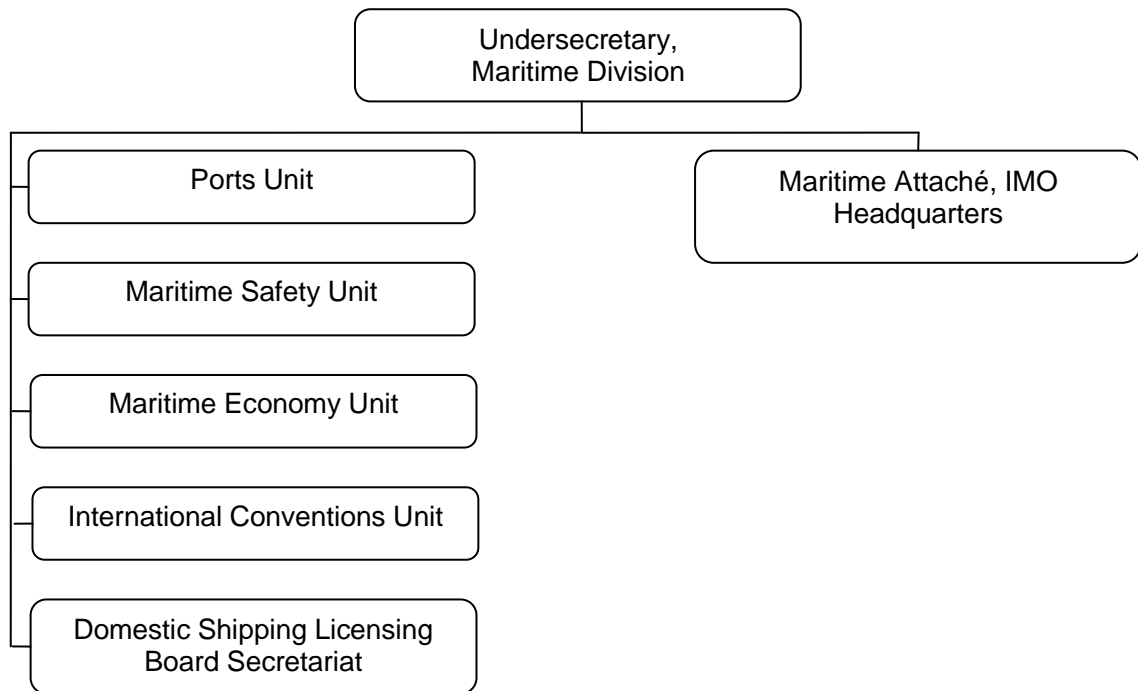 Undersecretary,
Maritime Division
Ports Unit
Maritime Attaché, IMO
Headquarters
Maritime Safety Unit
Maritime Economy Unit
International Conventions Unit
Domestic Shipping Licensing
Board Secretariat